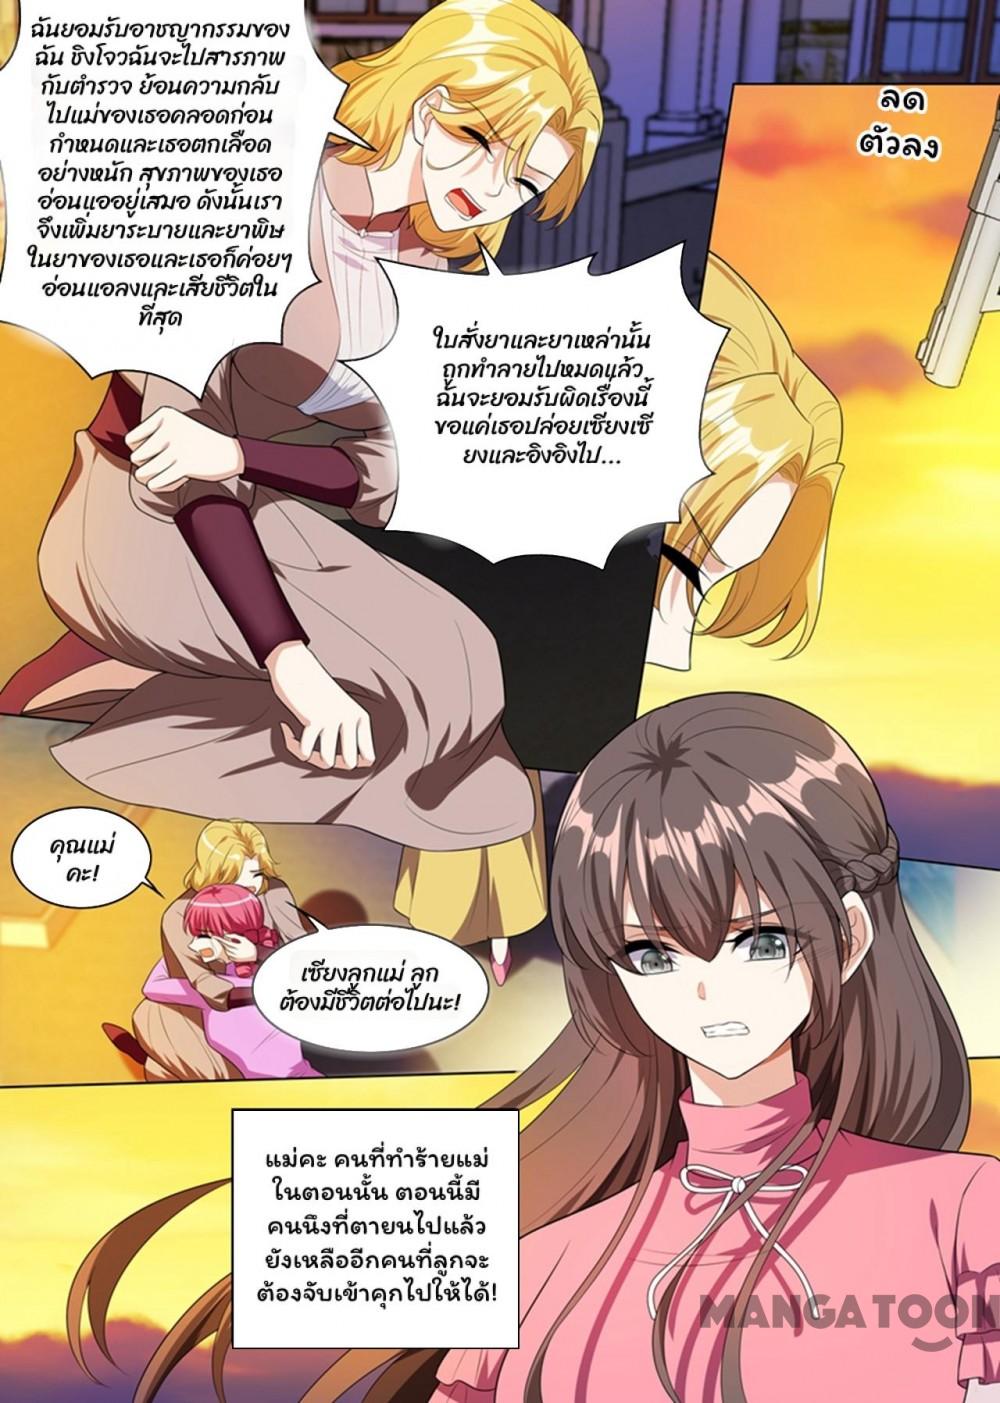 ฉันยอมรับอาชญากรรมของ
ฉัน ชิงโจวฉันจะไปสารภาพ
กับตำรวจ ย้อนความกลับ
ไปแม่ของเธอคลอดก่อน
กำหนดและเธอตกเลือด
อย่างหนัก สุขภาพของเธอ
อ่อนแออยู่เสมอ ดังนั้นเรา
จึงเพิ่มยาระบายและยาพิษ
ในยาของเธอและเธอก็ค่อยๆ
อ่อนแอลงและเสียชีวิตใน
ที่สุด
ลด
ตัวลง
ใบสั่งยาและยาเหล่านั้น
ถูกทำลายไปหมดแล้ว
ฉันจะยอมรับผิดเรื่องนี้
ขอแค่เธอปล่อยเซียงเซี
ยงและอิงอิงไป...
คุณแม่
คะ!
เซียงลูกแม่ ลูก
ต้องมีชีวิตต่อไปนะ!
แม่คะ คนที่ทำร้ายแม่
ในตอนนั้น ตอนนี้มี
คนนึงที่ตายนไปแล้ว
ยังเหลืออีกคนที่ลูกจะ
ต้องจับเข้าคุกไปให้ได้!
MANGATOON